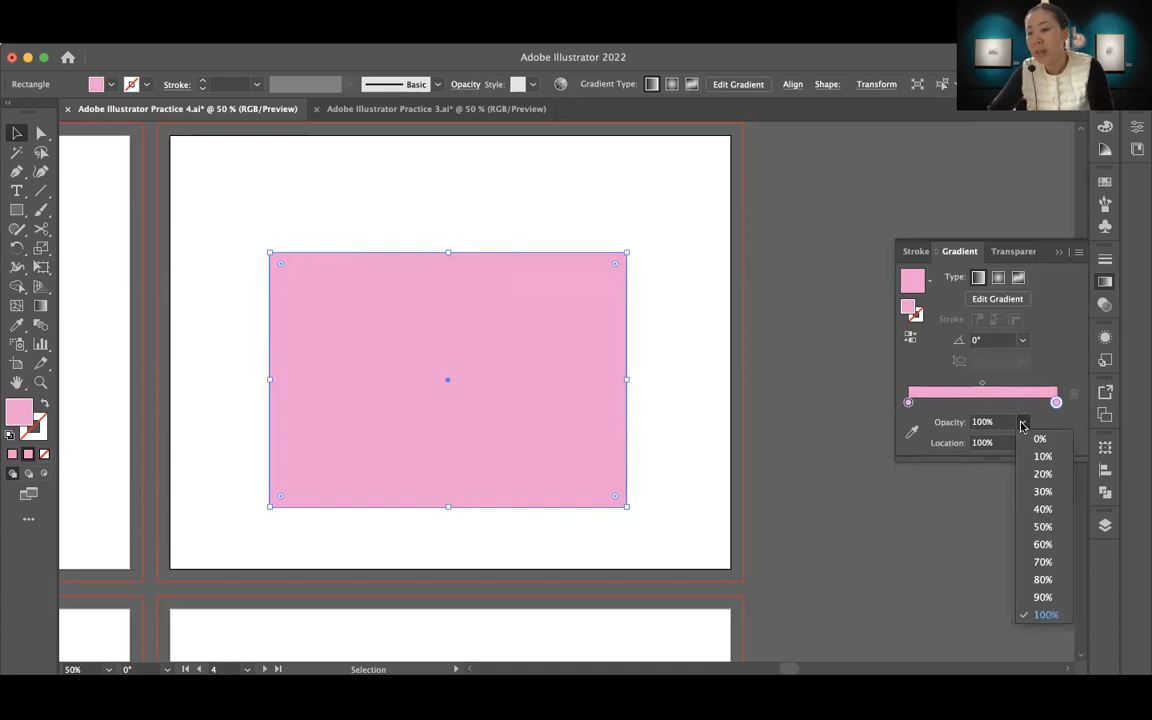 Adobe Illustrator 2022
Rectangle
Stroke:
Basic
Opacity
Style:
Gradient Type:
Edit Gradient
Align
Shape:
Transform
× Adobe Illustrator Practice 4.ai* @ 50 % (RGB/Preview)
× Adobe Illustrator Practice 3.ai* @ 50 % (RGB/Preview)
Stroke
Gradient
Transparer
Type:
Edit Gradient
Stroke:
0°
Opacity: 100%
Location: 100%
0%
10%
20%
30%
40%
50%
60%
70%
80%
90%
100%
50%
0°
4
Selection